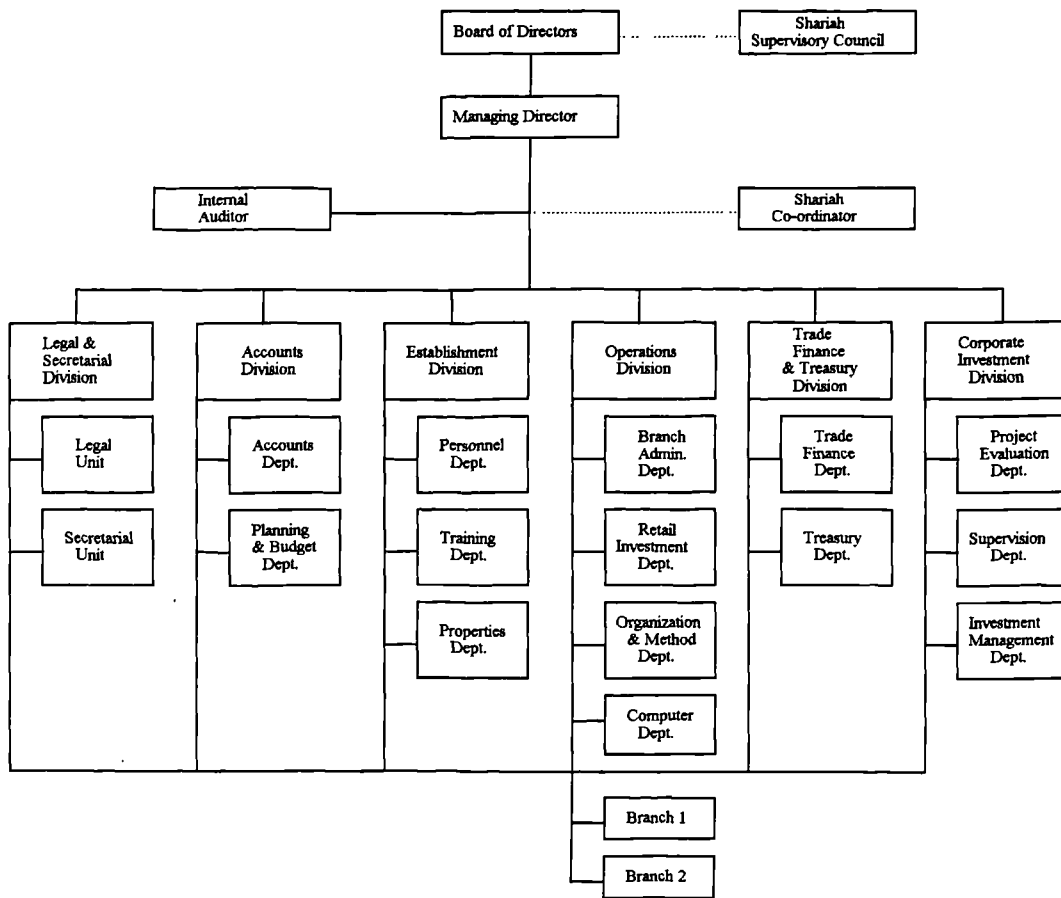 Board of Directors
Shariah
Supervisory Council
Managing Director
Internal
Auditor
Shariah
Co-ordinator
Legal &
Secretarial
Division
Accounts
Division
Establishment
Division
Operations
Division
Trade
Finance
& Treasury
Division
Corporate
Investment
Division
Legal
Unit
Secretarial
Unit
Accounts
Dept.
Planning
& Budget
Dept.
Personnel
Dept.
Training
Dept.
Properties
Dept.
Branch
Admin.
Dept.
Retail
Investment
Dept.
Organization
& Method
Dept.
Computer
Dept.
Trade
Finance
Dept.
Treasury
Dept.
Project
Evaluation
Dept.
Supervision
Dept.
Investment
Management
Dept.
Branch 1
Branch 2